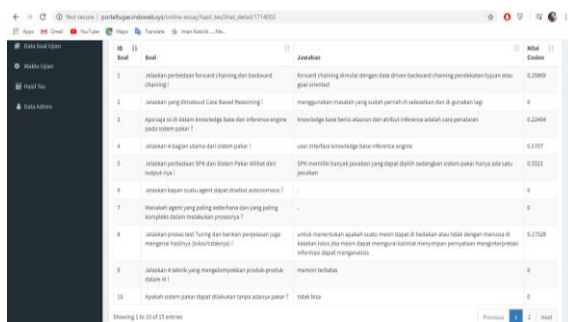 Not secure | portaltugas.indowebsya/online-essay/hasil_tes/lihat_detail/1714002
Apps Gmail YouTube Maps Translate
Data Soal Ujian
Waktu Ujian
Hasil Tes
Data Admin
ID Soal Soal Jawaban Nilai Cosine
1 Jelaskan perbedaan forward chaining dan backward chaining ! forward chaining dimulai dengan data driven backward chaining pendekatan tujuan atau goal oriented
2 Jelaskan yang dimaksud Case Based Reasoning ! menggunakan masalah yang sudah pernah di selesaikan dan di gunakan lagi 0
3 Apa saja isi di dalam knowledge base dan inference engine pada sistem pakar ? knowledge base berisi atauran dan atribut inference adalah cara penalaran 0.22494
4 Jelaskan 4 bagian utama dari sistem pakar ! user interface knowledge base inference engine 0.5707
5 Jelaskan perbedaan SPK dan Sistem Pakar dilihat dari output-nya ! SPK memiliki banyak jawaban yang dapat dipilih sedangkan sistem pakar hanya ada satu jawaban 0.5521
6 Jelaskan kapan suatu agent dapat disebut autonomous ? . 0
7 Manakah agent yang paling sederhana dan yang paling kompleks dalam melakukan prosesnya ? . 0
8 Jelaskan proses test Turing dan berikan penjelasan juga mengenai hasilnya (lolos/tidaknya) ! untuk menentukan apakah suatu mesin dapat di bedakan atau tidak dengan manusia di katakan lolos jika mesin dapat mengurai kalimat menyimpan pernyataan menginterpretasi informasi dapat menganalisis 0.17528
9 Jelaskan 4 teknik yang mengelompokkan produk-produk dalam AI ! memori terbatas 0
10 Apakah sistem pakar dapat dilakukan tanpa adanya pakar ? tidak bisa 0
Showing 1 to 10 of 15 entries
Previous 1 2 Next